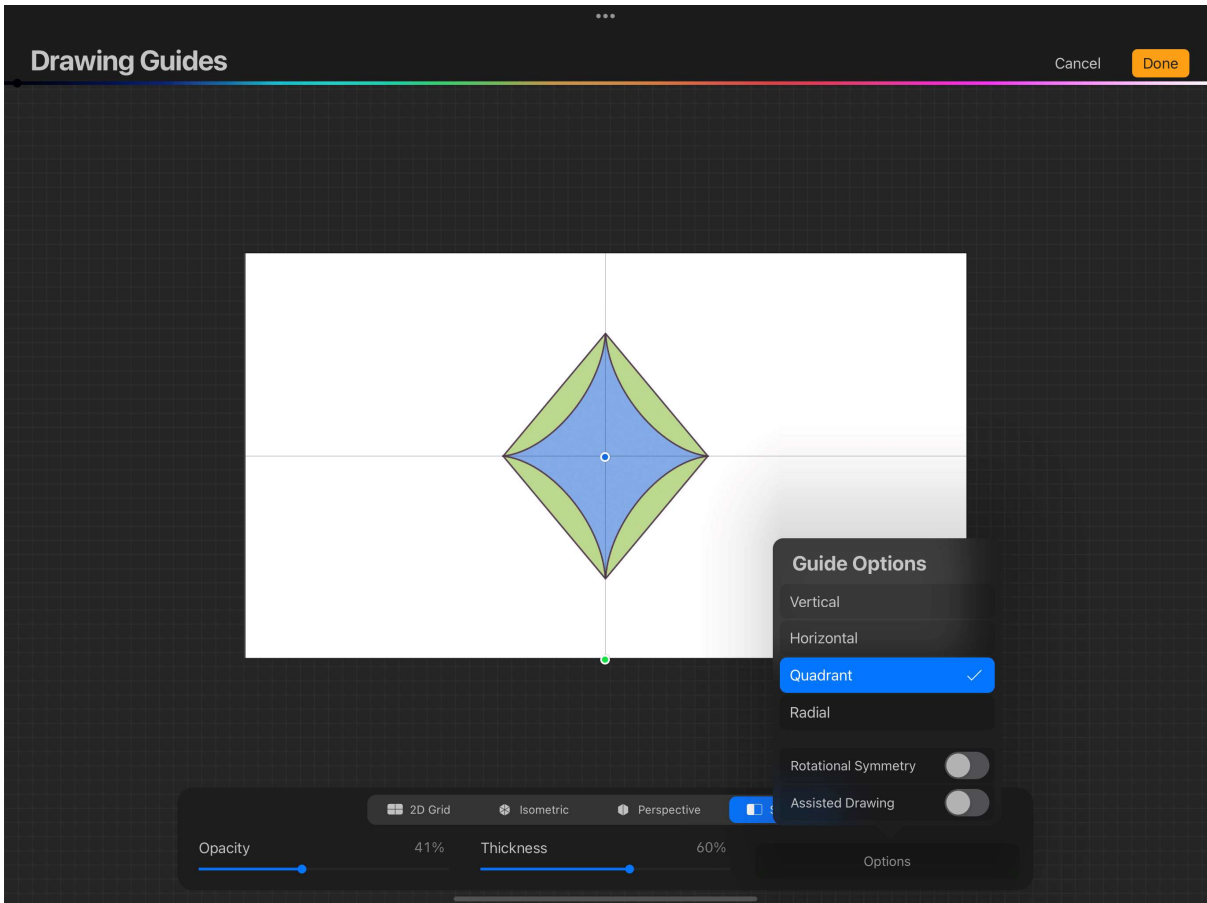 Drawing Guides
Cancel
Done
Guide Options
Vertical
Horizontal
Quadrant
Radial
Rotational Symmetry
Assisted Drawing
2D Grid
Isometric
Perspective
Opacity
41%
Thickness
60%
Options